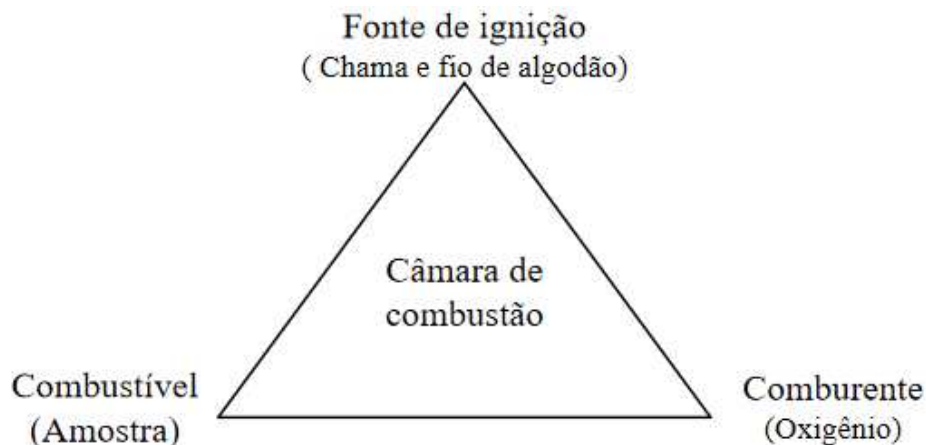 Fonte de ignição
( Chama e fio de algodão)
Câmara de
combustão
Combustível
(Amostra)
Comburente
(Oxigênio)